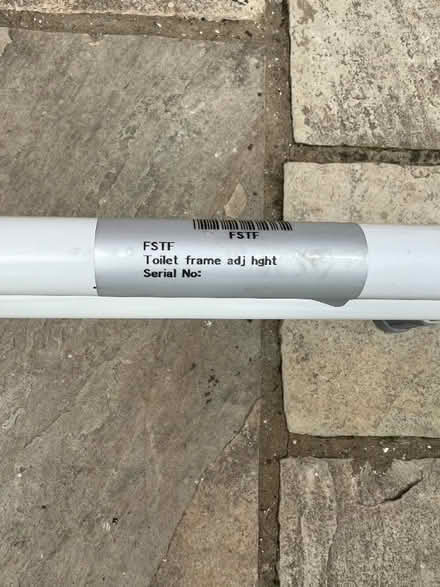 FSTF
FSTF
Toilet frame adj hght
Serial No: